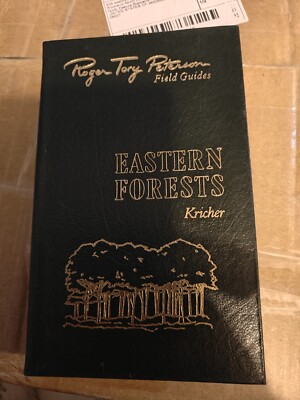 Roger Tory Peterson
Field Guides
EASTERN
FORESTS
Kricher